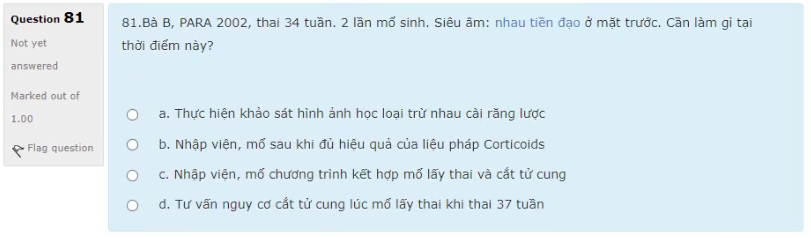 Question 81
Not yet
answered
Marked out of
1.00
Flag question
81.Bà B, PARA 2002, thai 34 tuần. 2 lần mổ sinh. Siêu âm: nhau tiền đạo ở mặt trước. Cần làm gì tại
thời điểm này?
a. Thực hiện khảo sát hình ảnh học loại trừ nhau cài răng lược
b. Nhập viện, mổ sau khi đủ hiệu quả của liệu pháp Corticoids
c. Nhập viện, mổ chương trình kết hợp mổ lấy thai và cắt tử cung
d. Tư vấn nguy cơ cắt tử cung lúc mổ lấy thai khi thai 37 tuần